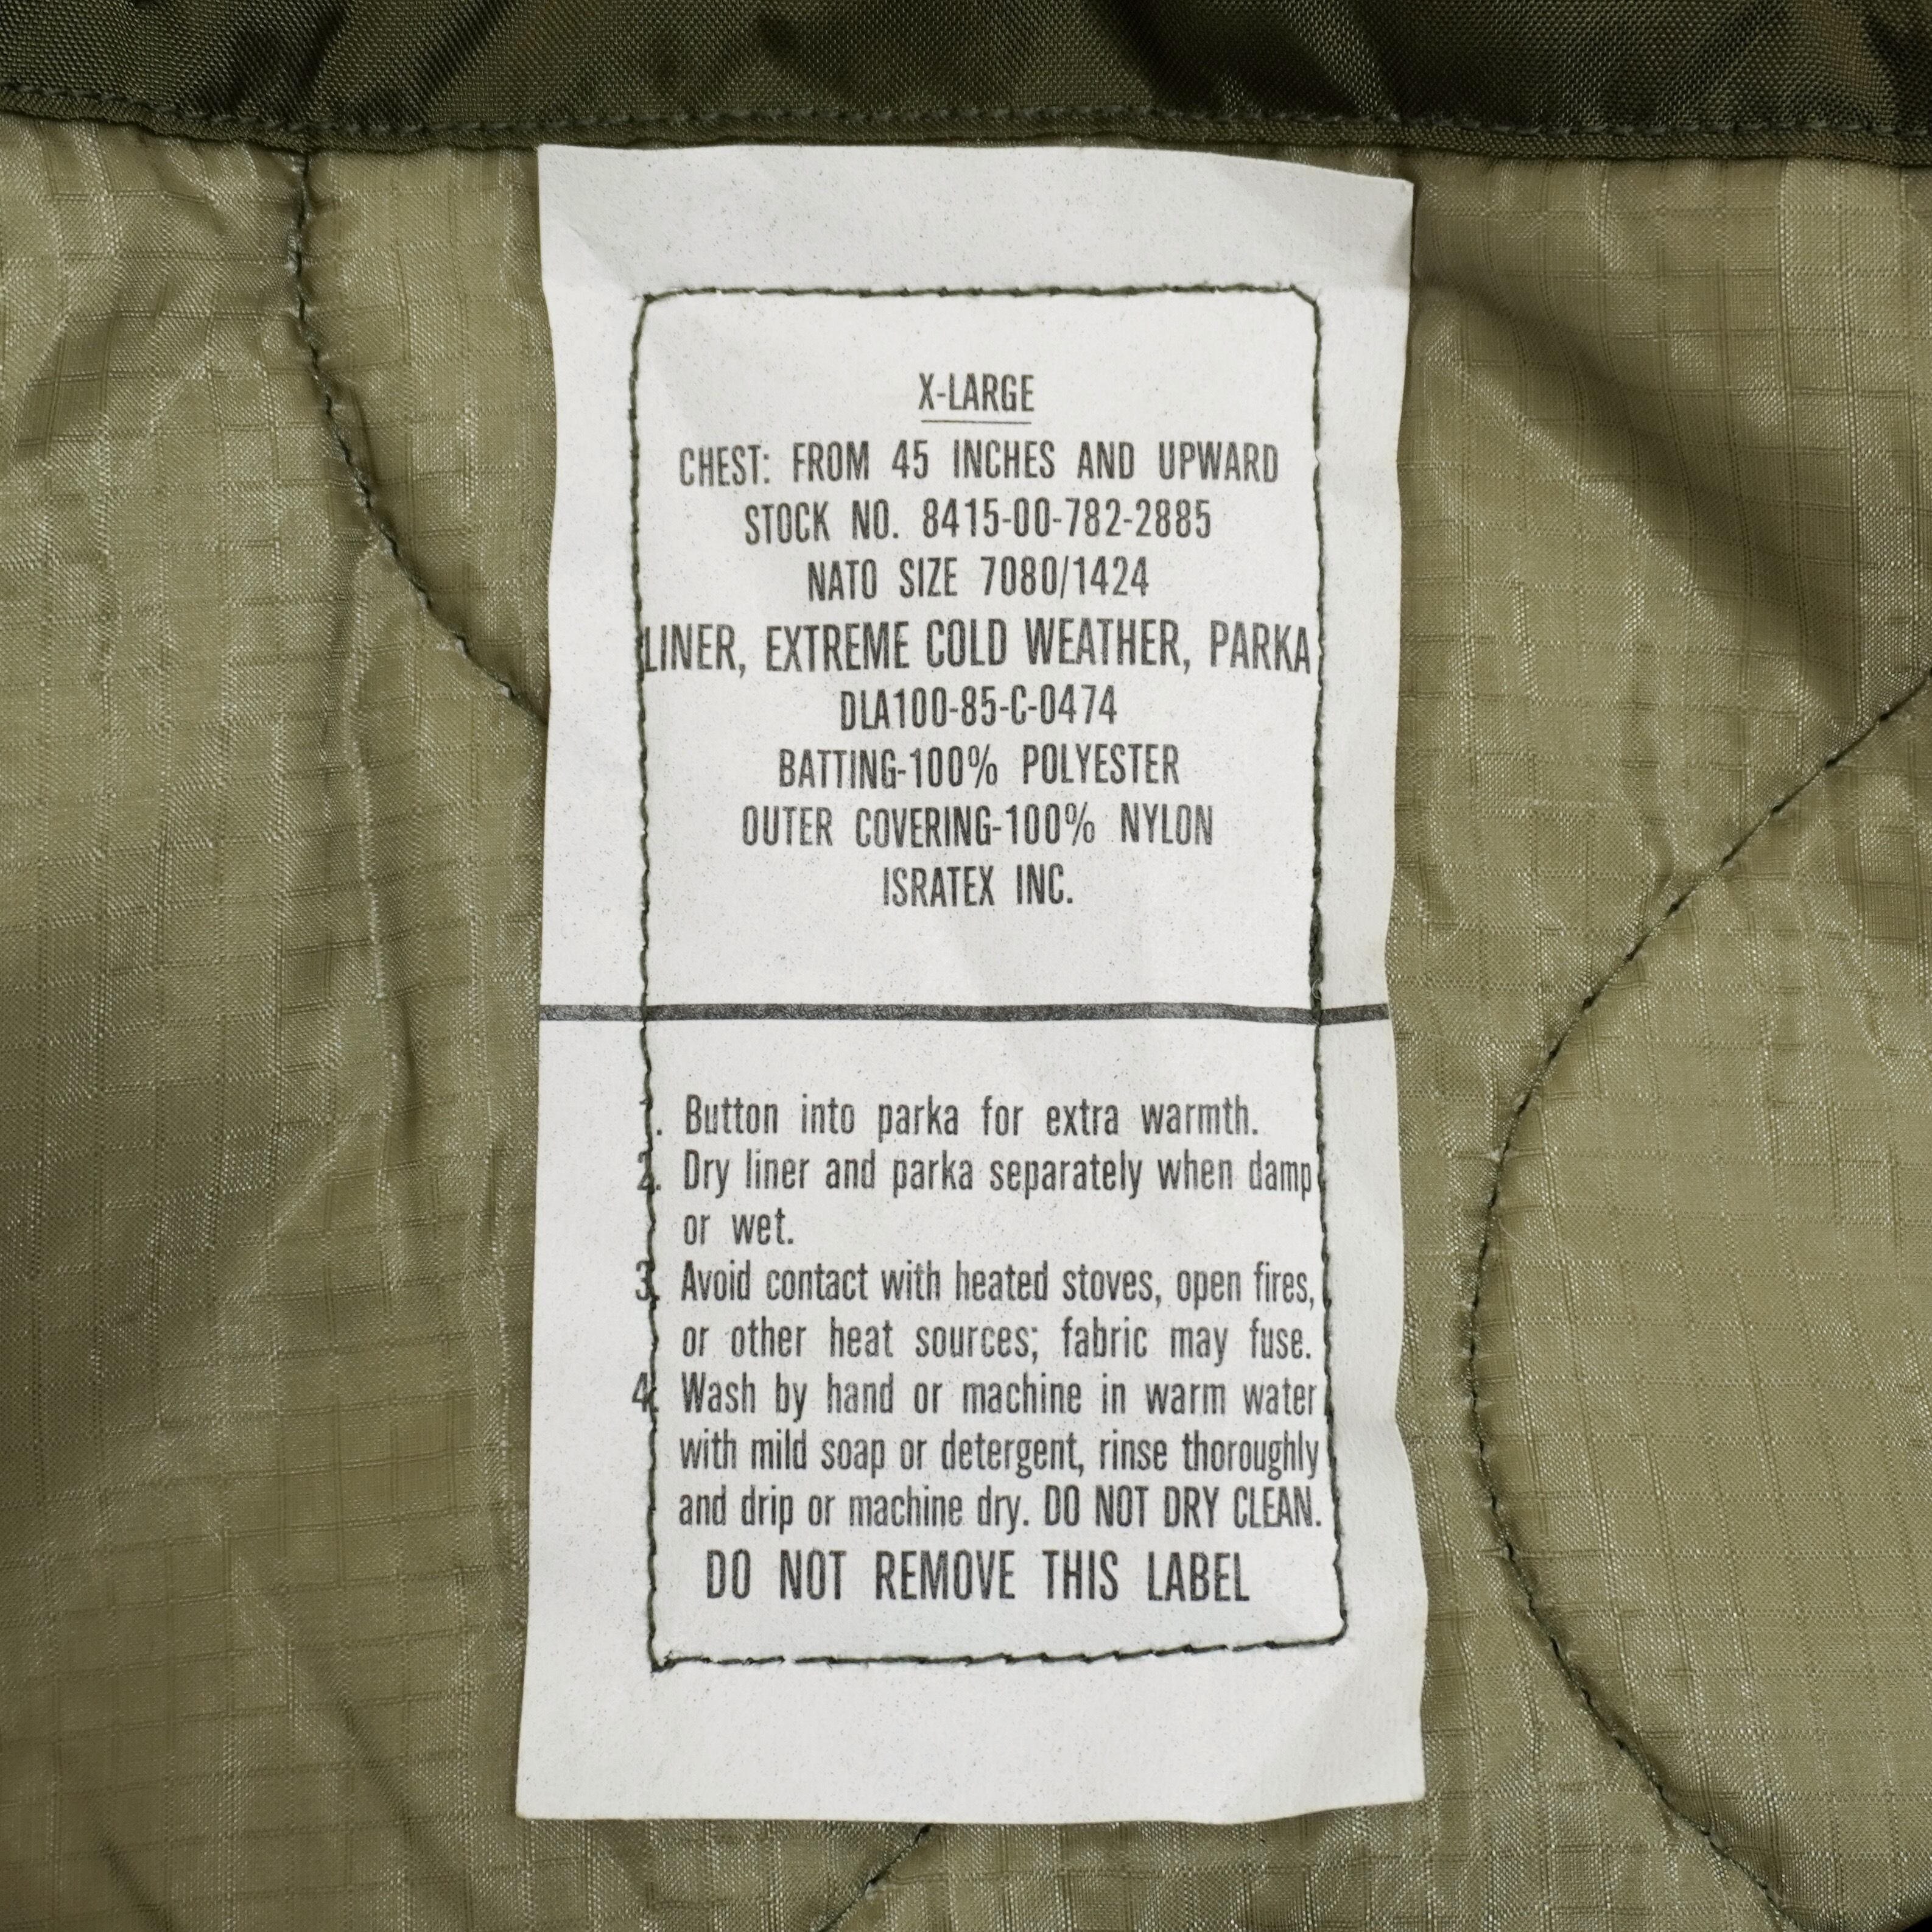 X-LARGE
CHEST: FROM 45 INCHES AND UPWARD
STOCK NO. 8415-00-782-2885
NATO SIZE 7080/1424
LINER, EXTREME COLD WEATHER, PARKA
DLA100-85-C-0474
BATTING-100% POLYESTER
OUTER COVERING-100% NYLON
ISRATEX INC.
1. Button into parka for extra warmth.
2. Dry liner and parka separately when damp
or wet.
3. Avoid contact with heated stoves, open fires,
or other heat sources; fabric may fuse.
4. Wash by hand or machine in warm water
with mild soap or detergent, rinse thoroughly
and drip or machine dry. DO NOT DRY CLEAN.
DO NOT REMOVE THIS LABEL